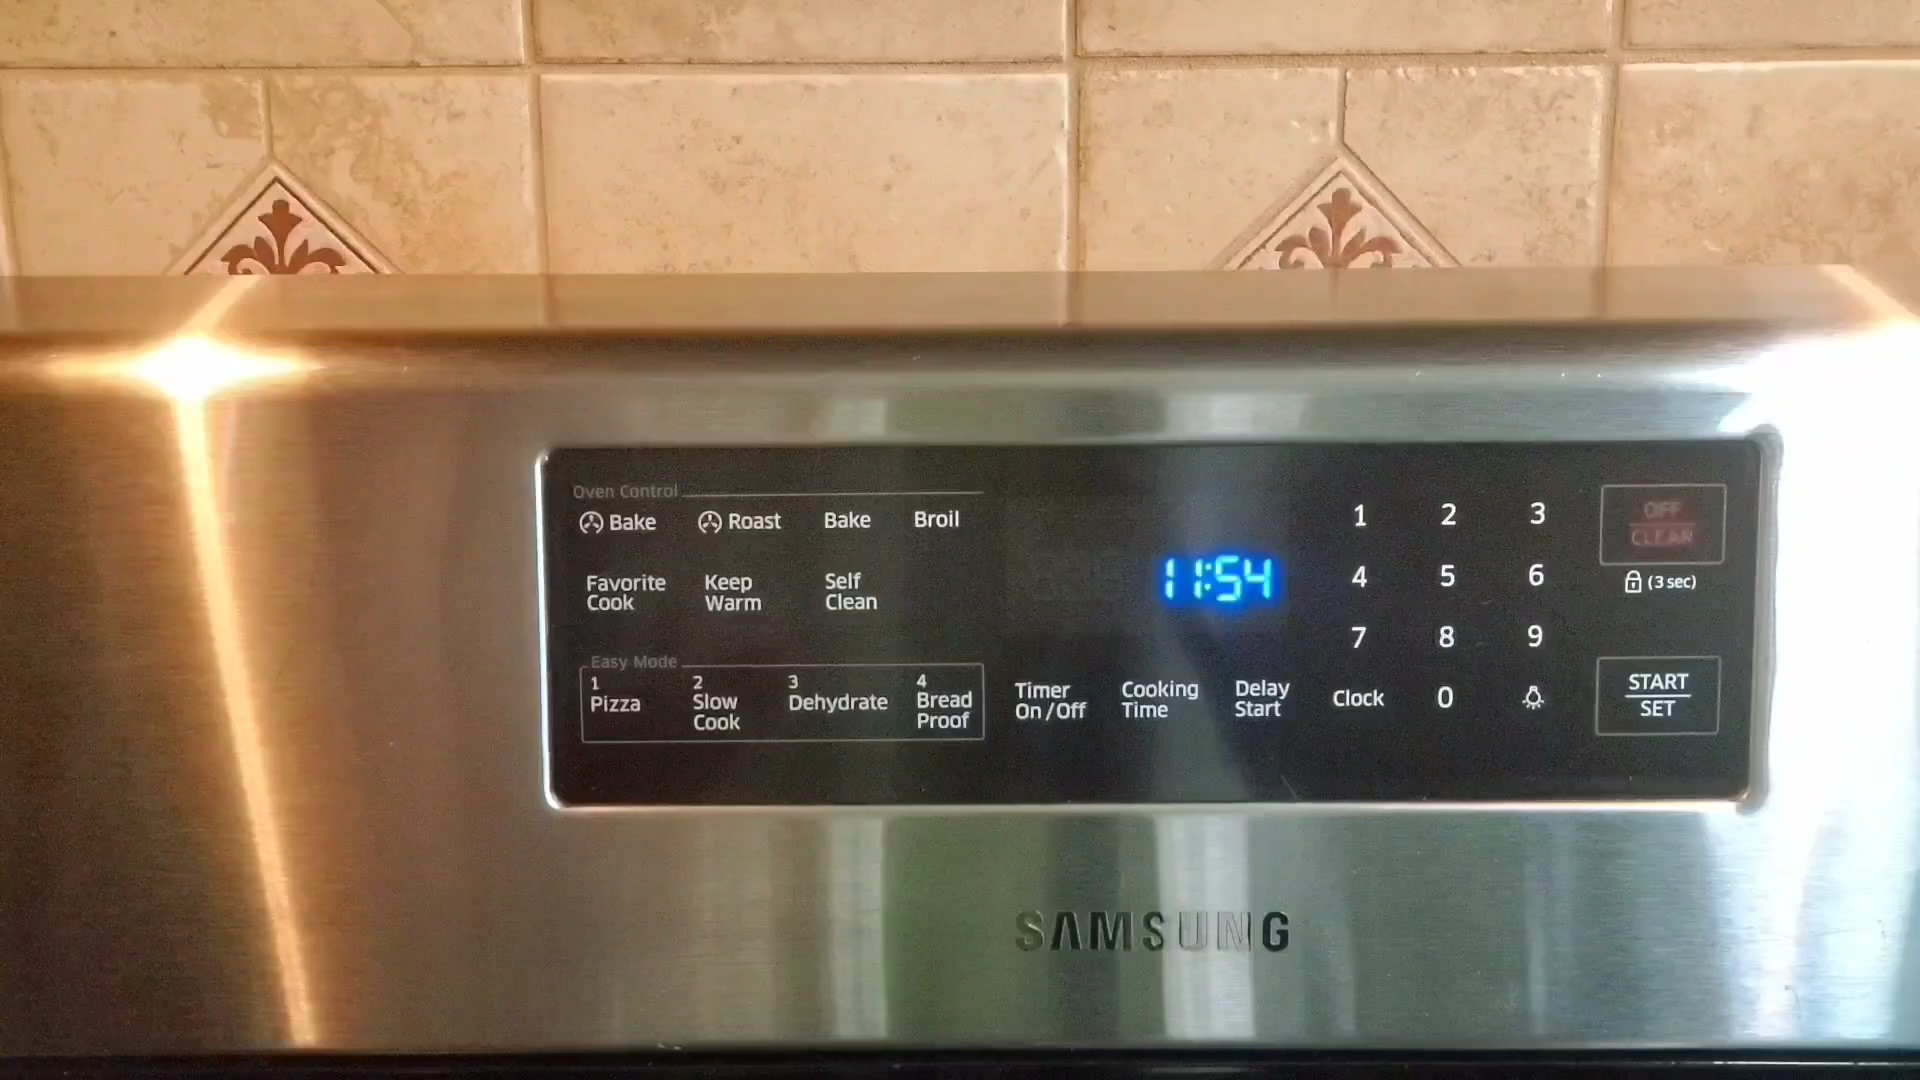 Oven Control
Bake Roast Bake Broil
Favorite Cook
Keep Warm
Self Clean
Easy Mode
1 Pizza
2 Slow Cook
3 Dehydrate
4 Bread Proof
11:54
Timer On/Off
Cooking Time
Delay Start
1 2 3
4 5 6
7 8 9
Clock 0
OFF
CLEAR
(3 sec)
START
SET
SAMSUNG